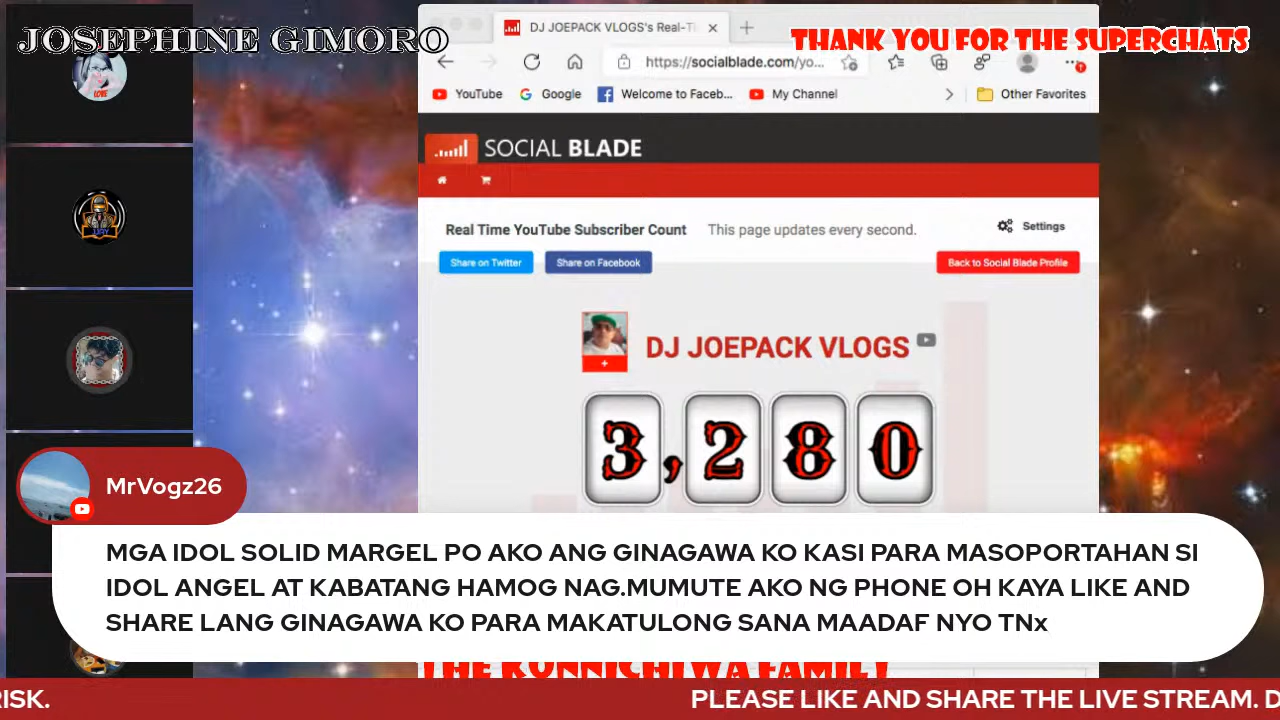 JOSEPHINE GIMORO
THANK YOU FOR THE SUPERCHATS
DJ JOEPACK VLOGS's Real-Ti
https://socialblade.com/yo...
YouTube
Google
Welcome to Faceb...
My Channel
Other Favorites
SOCIAL BLADE
Real Time YouTube Subscriber Count
This page updates every second.
Settings
Share on Twitter
Share on Facebook
Back to Social Blade Profile
DJ JOEPACK VLOGS
3,280
LOVE
MrVogz26
MGA IDOL SOLID MARGEL PO AKO ANG GINAGAWA KO KASI PARA MASOPORTAHAN SI
IDOL ANGEL AT KABATANG HAMOG NAG.MUMUTE AKO NG PHONE OH KAYA LIKE AND
SHARE LANG GINAGAWA KO PARA MAKATULONG SANA MAADAF NYO TNx
THE KONNICHIWA FAMILY
RISK.
PLEASE LIKE AND SHARE THE LIVE STREAM. D